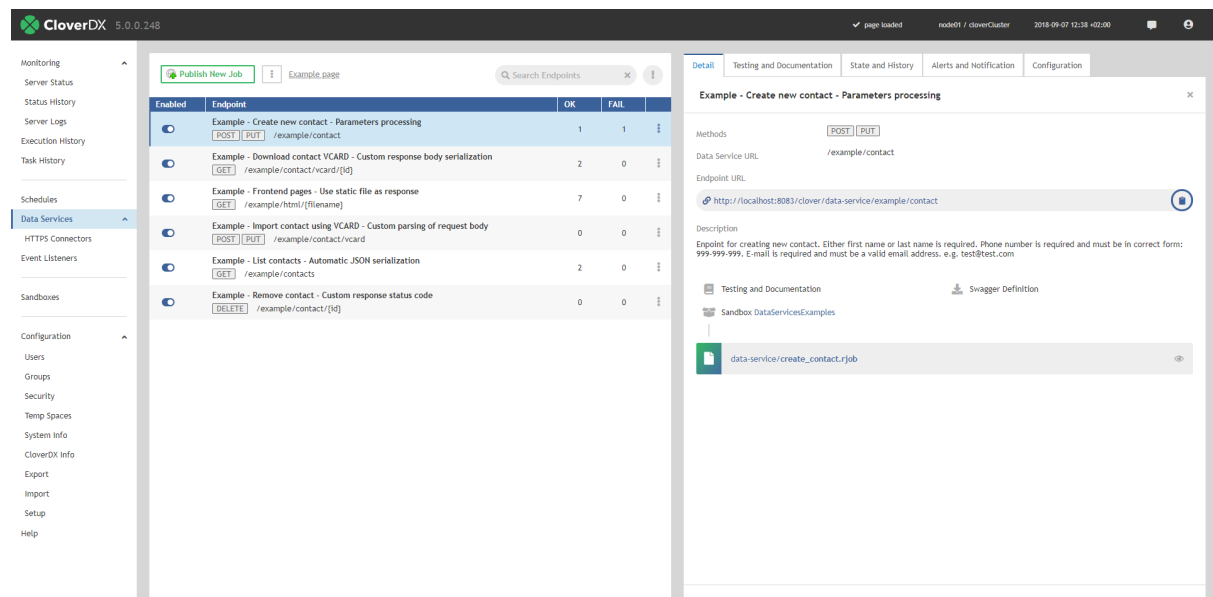 CloverDX 5.0.0.248
page loaded
node01 / cloverCluster
2018-09-07 12:38 +02:00
Monitoring
Server Status
Status History
Server Logs
Execution History
Task History
Schedules
Data Services
HTTPS Connectors
Event Listeners
Sandboxes
Configuration
Users
Groups
Security
Temp Spaces
System Info
CloverDX Info
Export
Import
Setup
Help
Publish New Job
Example page
Search Endpoints
Enabled Endpoint OK FAIL
Example - Create new contact - Parameters processing
POST PUT /example/contact 1 1
Example - Download contact VCARD - Custom response body serialization
GET /example/contact/vcard/{id} 2 0
Example - Frontend pages - Use static file as response
GET /example/html/{filename} 7 0
Example - Import contact using VCARD - Custom parsing of request body
POST PUT /example/contact/vcard 0 0
Example - List contacts - Automatic JSON serialization
GET /example/contacts 2 0
Example - Remove contact - Custom response status code
DELETE /example/contact/{id} 0 0
Detail Testing and Documentation State and History Alerts and Notification Configuration
Example - Create new contact - Parameters processing
Methods POST PUT
Data Service URL /example/contact
Endpoint URL
http://localhost:8083/clover/data-service/example/contact
Description
Enpoint for creating new contact. Either first name or last name is required. Phone number is required and must be in correct form:
999-999-999. E-mail is required and must be a valid email address. e.g. test@test.com
Testing and Documentation Swagger Definition
Sandbox DataServicesExamples
data-service/create_contact.rjob